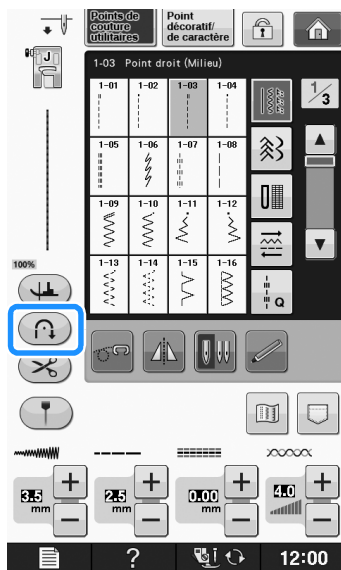 Points de
couture
utilitaires
Point
décoratif/
de caractère
J
1-03 Point droit (Milieu)
1/3
1-01 1-02 1-03 1-04
1-05 1-06 1-07 1-08
1-09 1-10 1-11 1-12
1-13 1-14 1-15 1-16
100%
Q
3.5 mm
2.5 mm
0.00 mm
4.0
+ + + +
− − − −
? 12:00